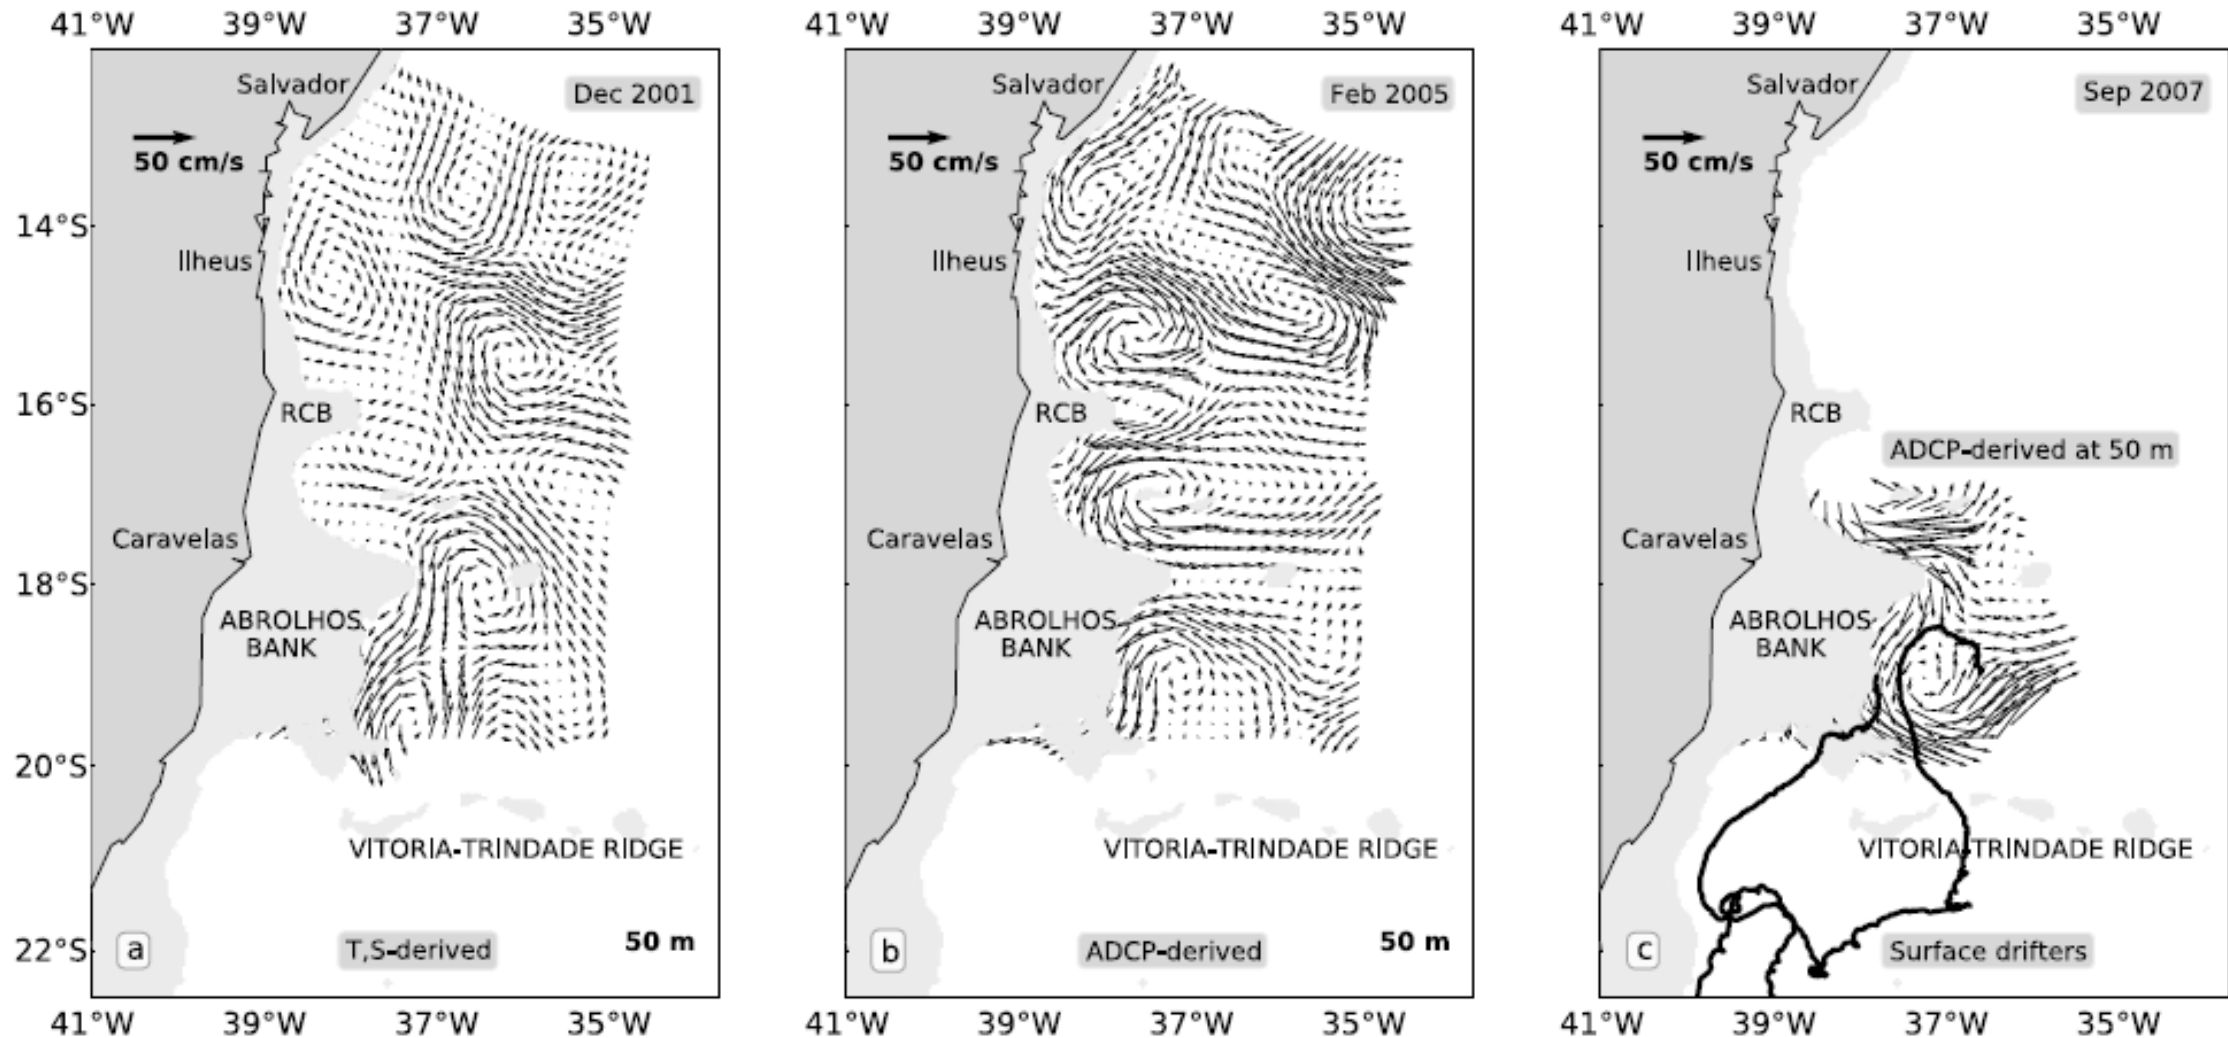 41°W 39°W 37°W 35°W
41°W 39°W 37°W 35°W
41°W 39°W 37°W 35°W
Salvador
Dec 2001
50 cm/s
14°S
Ilheus
16°S
RCB
Caravelas
18°S
ABROLHOS
BANK
20°S
VITORIA-TRINDADE RIDGE
22°S
a
T,S-derived
50 m
Salvador
Feb 2005
50 cm/s
Ilheus
RCB
Caravelas
ABROLHOS
BANK
VITORIA-TRINDADE RIDGE
b
ADCP-derived
50 m
Salvador
Sep 2007
50 cm/s
Ilheus
RCB
ADCP-derived at 50 m
Caravelas
ABROLHOS
BANK
VITORIA-TRINDADE RIDGE
c
Surface drifters
41°W 39°W 37°W 35°W
41°W 39°W 37°W 35°W
41°W 39°W 37°W 35°W